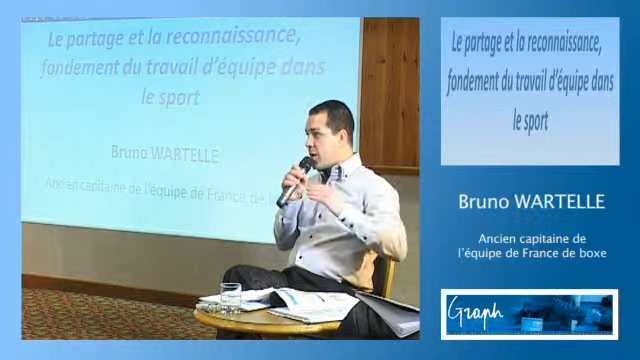 Le partage et la reconnaissance,
fondement du travail d'équipe dans
le sport
Bruno WARTELLE
Ancien capitaine de l'équipe de France de
Le partage et la reconnaissance,
fondement du travail d'équipe dans
le sport
Bruno WARTELLE
Ancien capitaine de
l'équipe de France de boxe
Graph